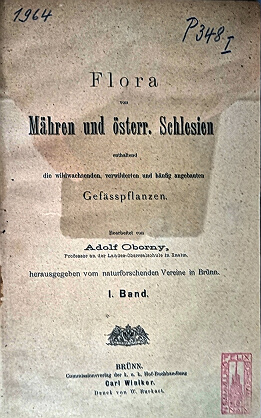 1964
P 348
I
Flora
von
Mähren und österr. Schlesien
enthaltend
die wildwachsenden, verwilderten und häufig angebauten
Gefässpflanzen.
Bearbeitet von
Adolf Oborny,
Professor an der Landes-Oberrealschule in Znaim.
herausgegeben vom naturforschenden Vereine in Brünn.
I. Band.
BRÜNN.
Commissionsverlag der k. u. k. Hof-Buchhandlung
Carl Winiker.
Druck von W. Burkart.
FELIX